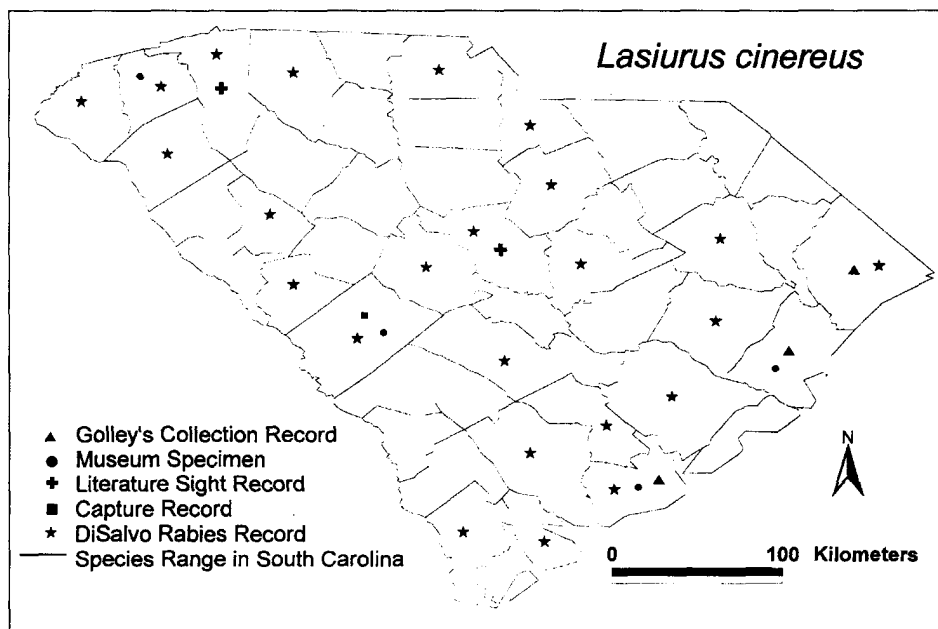 Lasiurus cinereus
Golley's Collection Record
Museum Specimen
Literature Sight Record
Capture Record
DiSalvo Rabies Record
Species Range in South Carolina
N
0 100 Kilometers